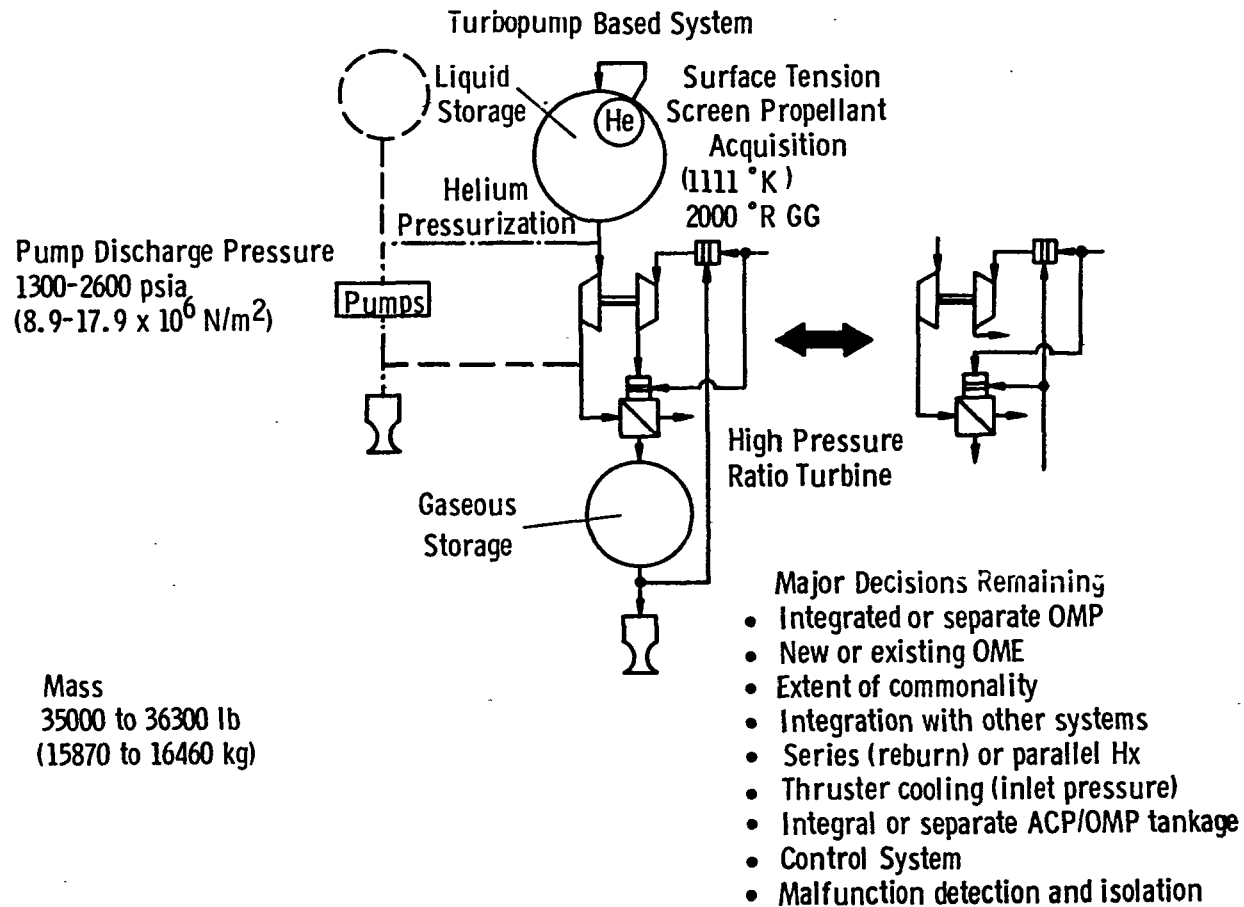 Turbopump Based System
Liquid
Storage
He
Surface Tension
Screen Propellant
Acquisition
(1111 °K)
2000 °R GG
Helium
Pressurization
Pump Discharge Pressure
1300-2600 psia
(8.9-17.9 x 10⁶ N/m²)
Pumps
High Pressure
Ratio Turbine
Gaseous
Storage
Mass
35000 to 36300 lb
(15870 to 16460 kg)
Major Decisions Remaining
• Integrated or separate OMP
• New or existing OME
• Extent of commonality
• Integration with other systems
• Series (reburn) or parallel Hx
• Thruster cooling (inlet pressure)
• Integral or separate ACP/OMP tankage
• Control System
• Malfunction detection and isolation